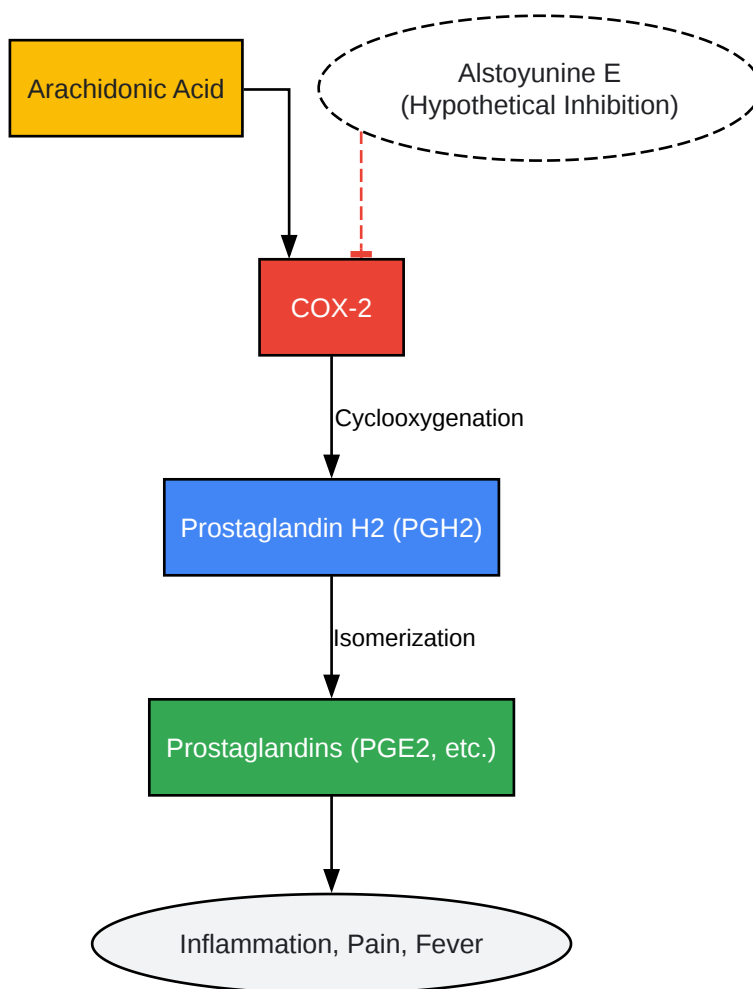 Arachidonic Acid
Alstoyunine E
(Hypothetical Inhibition)
COX-2
Cyclooxygenation
Prostaglandin H2 (PGH2)
Isomerization
Prostaglandins (PGE2, etc.)
Inflammation, Pain, Fever